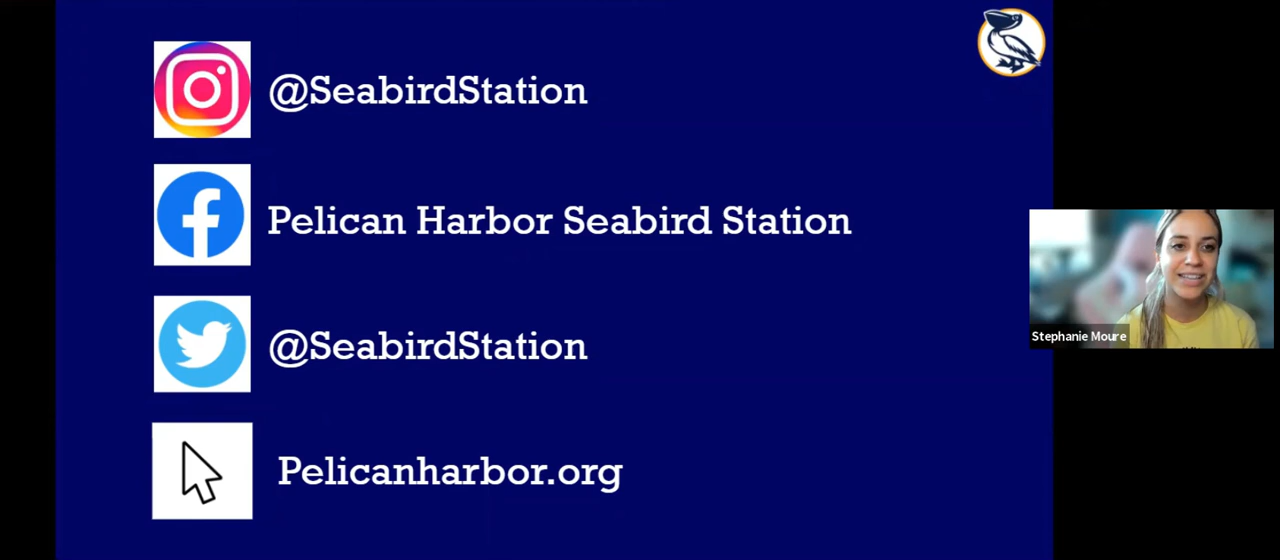 @SeabirdStation
Pelican Harbor Seabird Station
@SeabirdStation
Pelicanharbor.org
Stephanie Moure